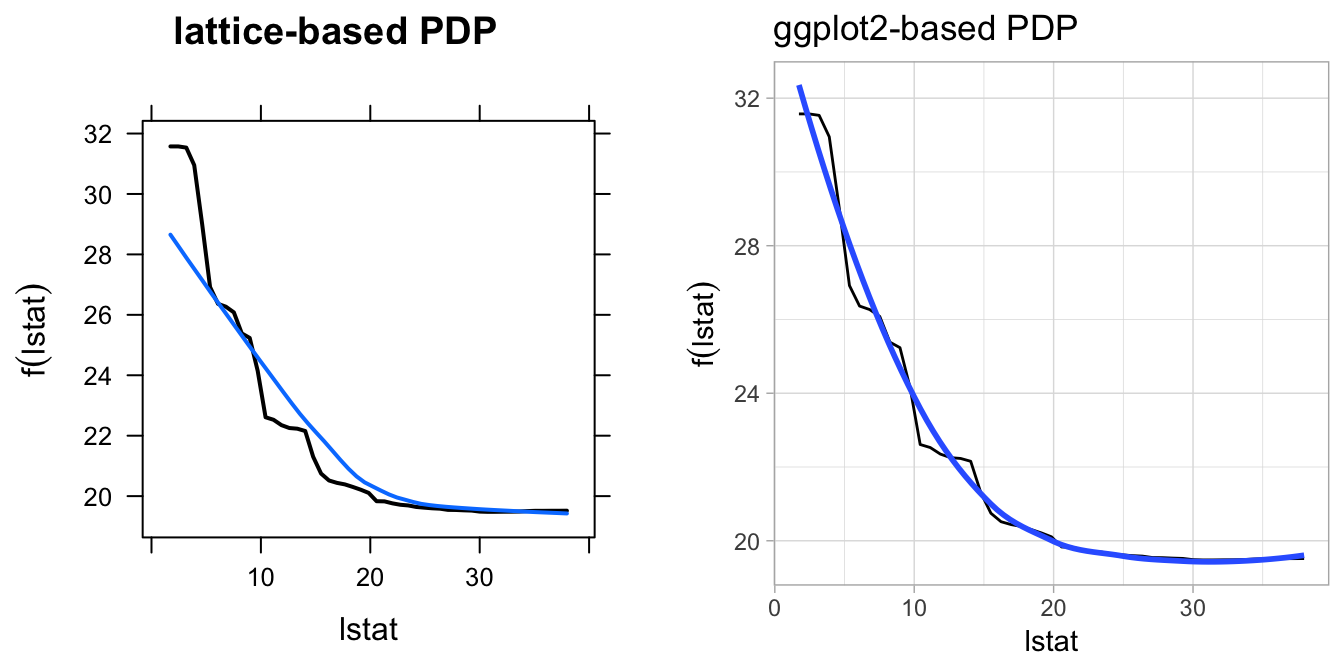 lattice-based PDP
f(lstat)
32
30
28
26
24
22
20
10 20 30
lstat
ggplot2-based PDP
f(lstat)
32
28
24
20
0 10 20 30
lstat